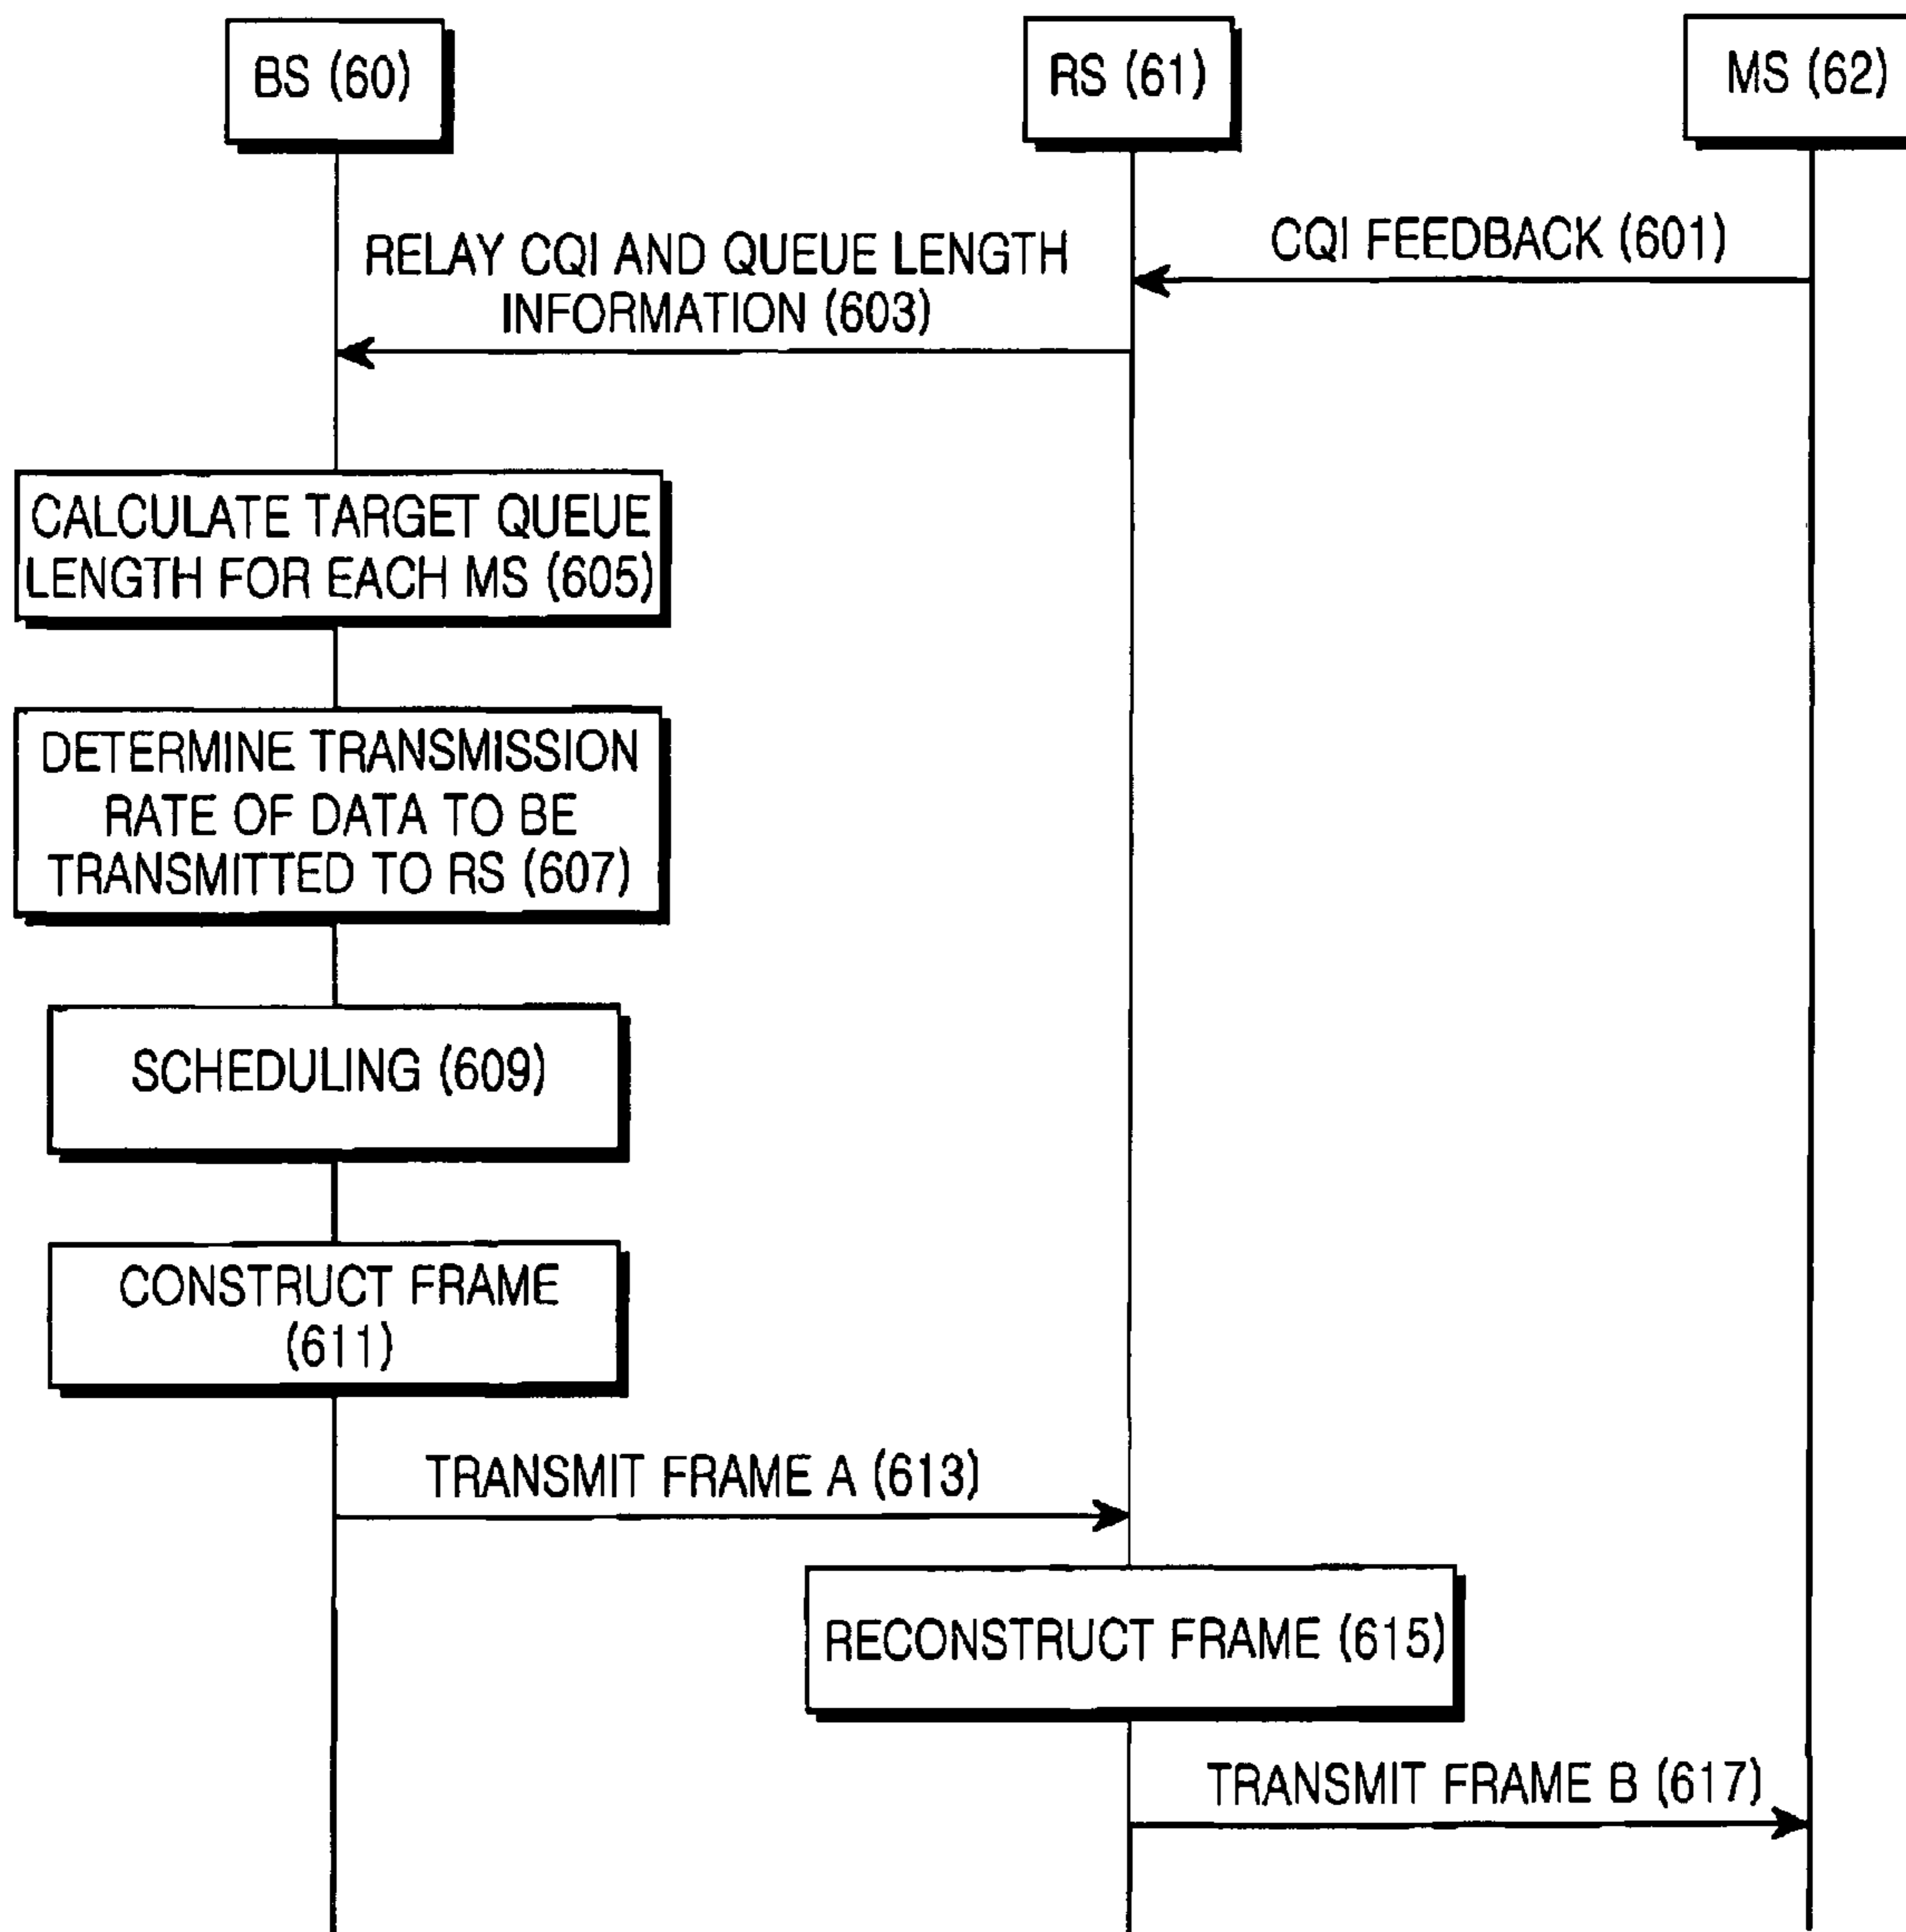 BS (60)
RS (61)
MS (62)
CQI FEEDBACK (601)
RELAY CQI AND QUEUE LENGTH
INFORMATION (603)
CALCULATE TARGET QUEUE
LENGTH FOR EACH MS (605)
DETERMINE TRANSMISSION
RATE OF DATA TO BE
TRANSMITTED TO RS (607)
SCHEDULING (609)
CONSTRUCT FRAME
(611)
TRANSMIT FRAME A (613)
RECONSTRUCT FRAME (615)
TRANSMIT FRAME B (617)